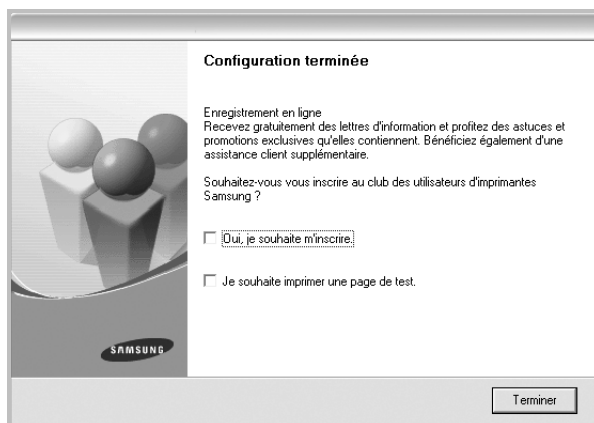 Configuration terminée
Enregistrement en ligne
Recevez gratuitement des lettres d'information et profitez des astuces et
promotions exclusives qu'elles contiennent. Bénéficiez également d'une
assistance client supplémentaire.
Souhaitez-vous vous inscrire au club des utilisateurs d'imprimantes
Samsung ?
Oui, je souhaite m'inscrire.
Je souhaite imprimer une page de test.
SAMSUNG
Terminer